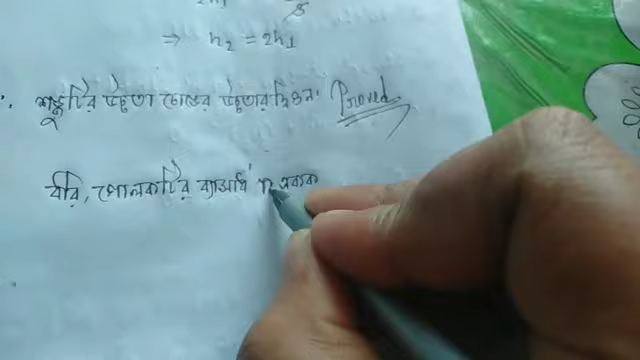 ⇒ h₂ = 2h₁
∴ শঙ্কুটির উচ্চতা চোঙের উচ্চতার দ্বিগুন। Proved
ধরি, গোলকটির ব্যাসার্ধ r একক